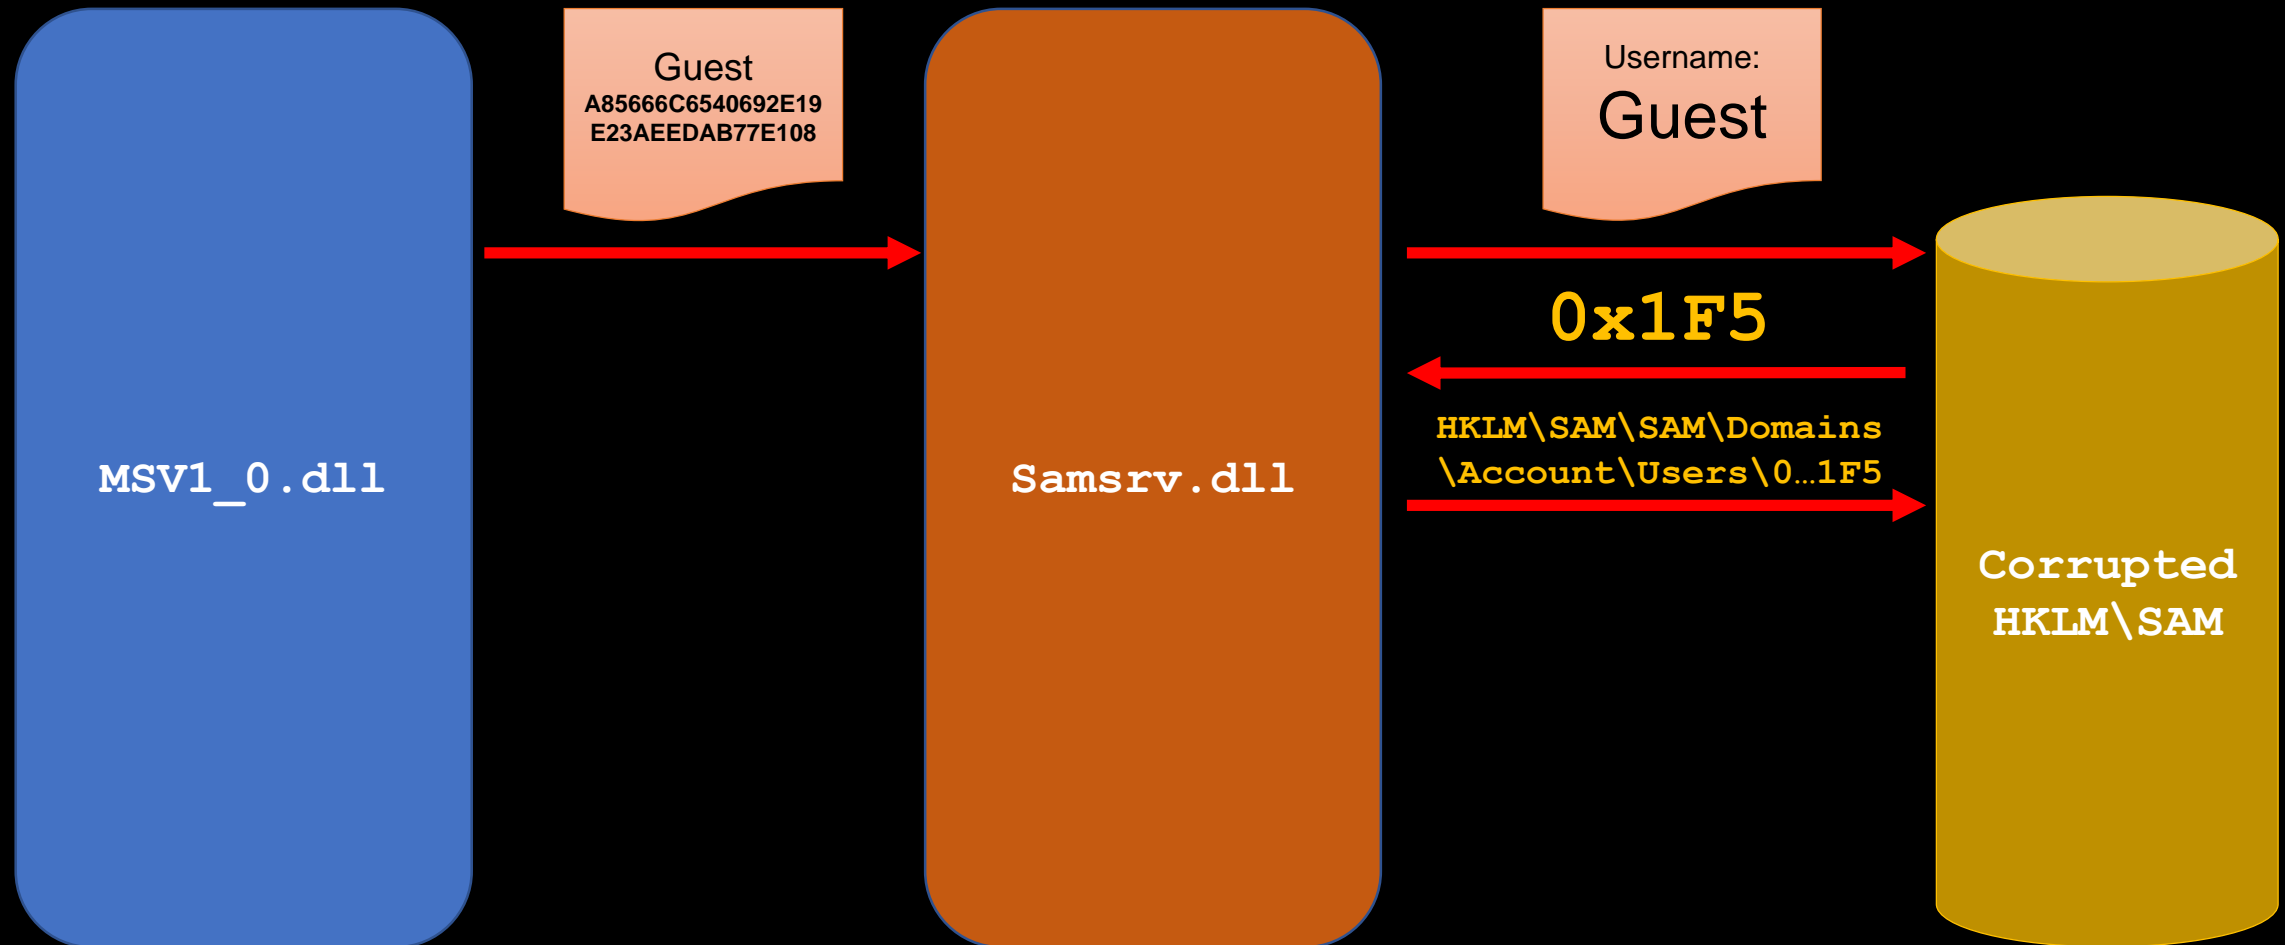 Guest
A85666C6540692E19
E23AEEDAB77E108
Username:
Guest
0x1F5
HKLM\SAM\SAM\Domains
\Account\Users\0…1F5
MSV1_0.dll
Samsrv.dll
Corrupted
HKLM\SAM